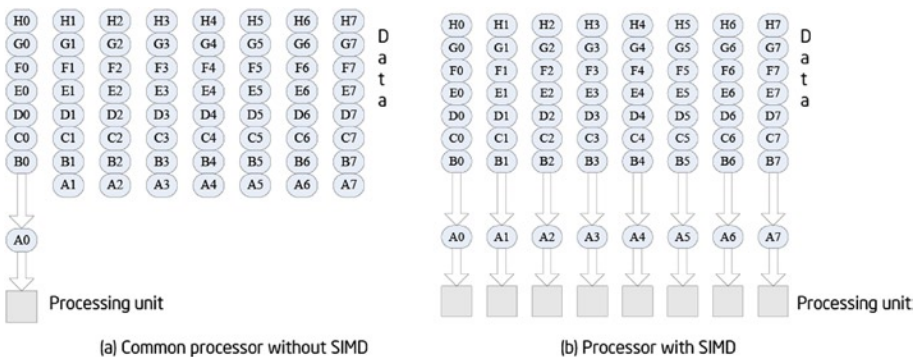 H0 H1 H2 H3 H4 H5 H6 H7
G0 G1 G2 G3 G4 G5 G6 G7
F0 F1 F2 F3 F4 F5 F6 F7
E0 E1 E2 E3 E4 E5 E6 E7
D0 D1 D2 D3 D4 D5 D6 D7
C0 C1 C2 C3 C4 C5 C6 C7
B0 B1 B2 B3 B4 B5 B6 B7
A1 A2 A3 A4 A5 A6 A7
A0
Data
Processing unit
(a) Common processor without SIMD
H0 H1 H2 H3 H4 H5 H6 H7
G0 G1 G2 G3 G4 G5 G6 G7
F0 F1 F2 F3 F4 F5 F6 F7
E0 E1 E2 E3 E4 E5 E6 E7
D0 D1 D2 D3 D4 D5 D6 D7
C0 C1 C2 C3 C4 C5 C6 C7
B0 B1 B2 B3 B4 B5 B6 B7
A0 A1 A2 A3 A4 A5 A6 A7
Data
Processing unit
(b) Processor with SIMD